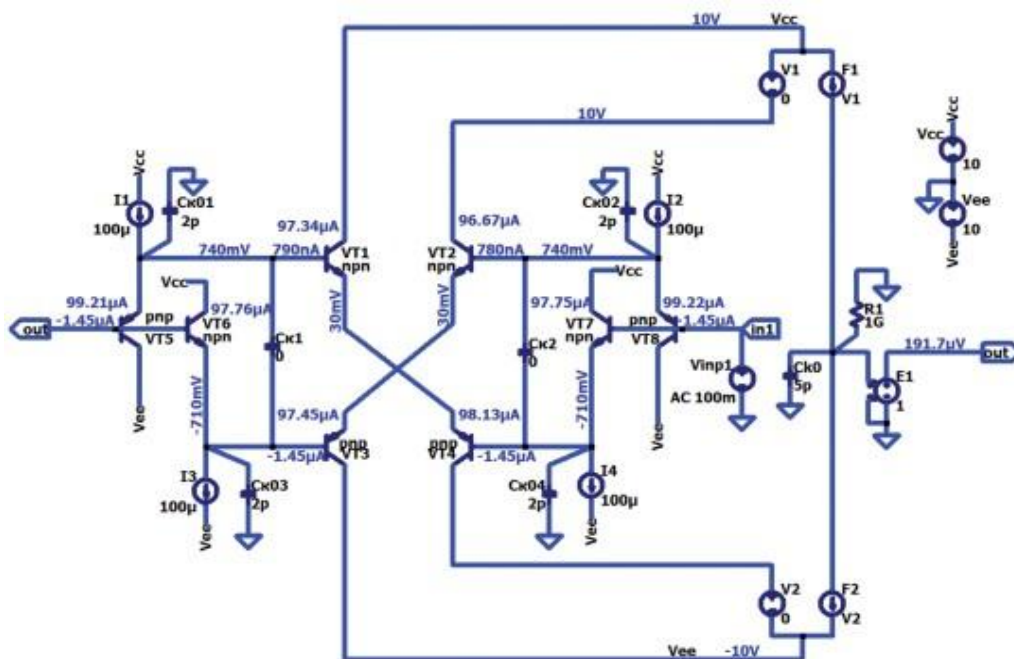 10V
Vcc
V1
0
F1
V1
10V
Vcc
Vcc
10
Vee
10
Vee
Vcc
I1
100µ
Cк01
2p
97.34µA
740mV
790nA
VT1
npn
96.67µA
VT2
npn
780nA
740mV
Cк02
2p
Vcc
I2
100µ
Vcc
99.21µA
-1.45µA
out
pnp
VT5
Vcc
97.76µA
VT6
npn
Cк1
0
30mV
30mV
Cк2
0
97.75µA
VT7
npn
pnp
VT8
99.22µA
-1.45µA
in1
Vinp1
AC 100m
R1
1G
Ck0
5p
191.7µV
out
E1
1
Vee
-710mV
97.45µA
pnp
VT3
-1.45µA
98.13µA
pnp
VT4
-1.45µA
-710mV
Vee
I3
100µ
Cк03
2p
Vee
Cк04
2p
I4
100µ
Vee
V2
0
F2
V2
Vee
-10V